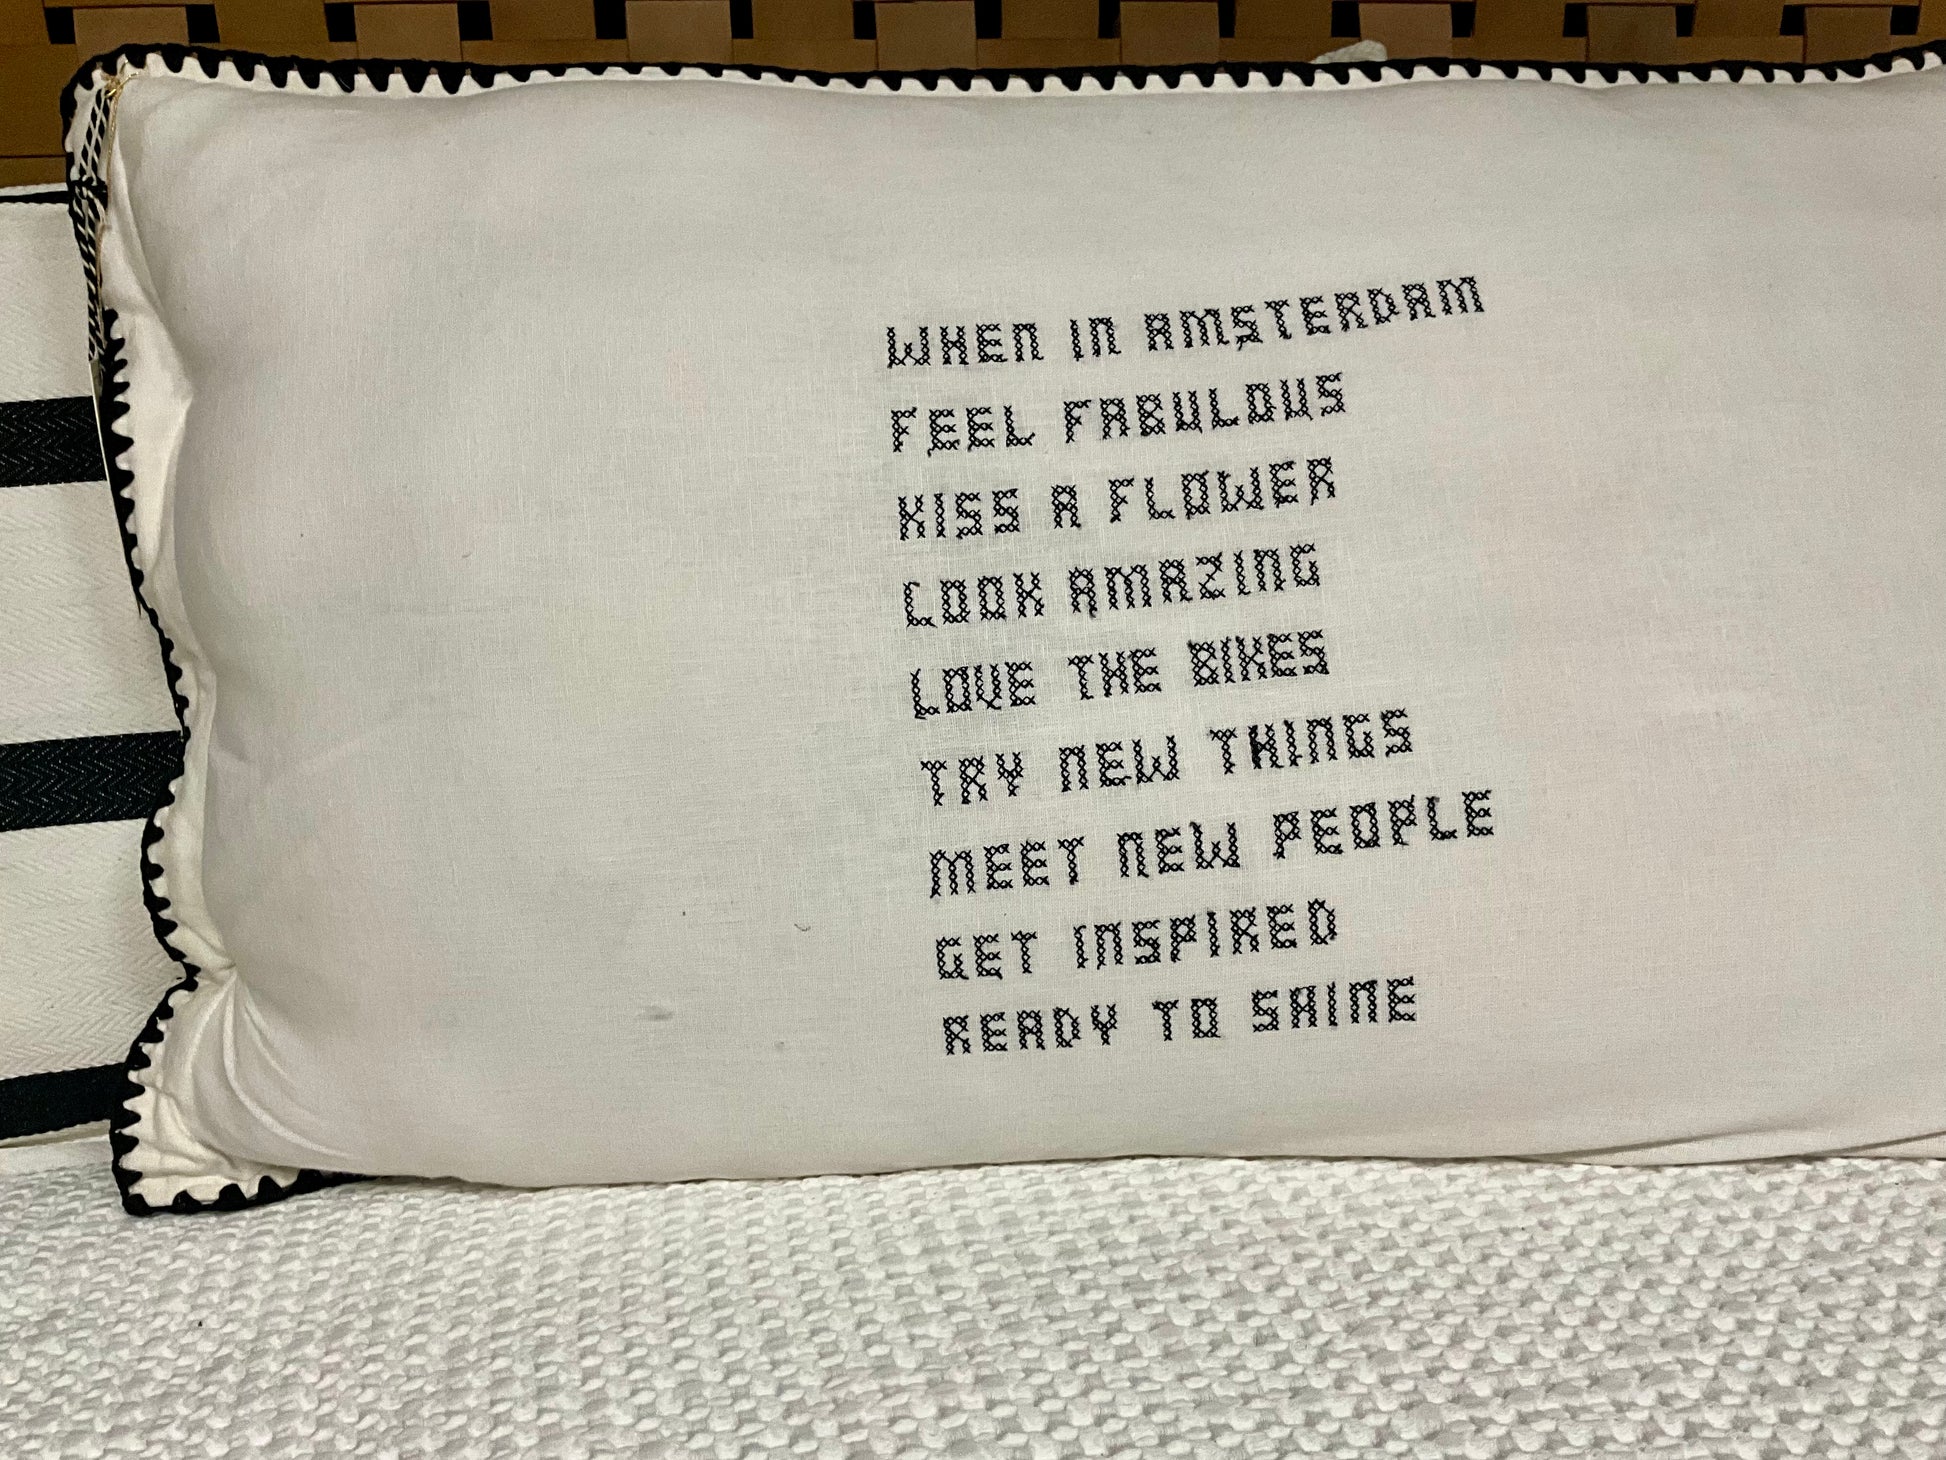 WHEN IN AMSTERDAM
FEEL FABULOUS
KISS A FLOWER
LOOK AMAZING
LOVE THE BIKES
TRY NEW THINGS
MEET NEW PEOPLE
GET INSPIRED
READY TO SHINE